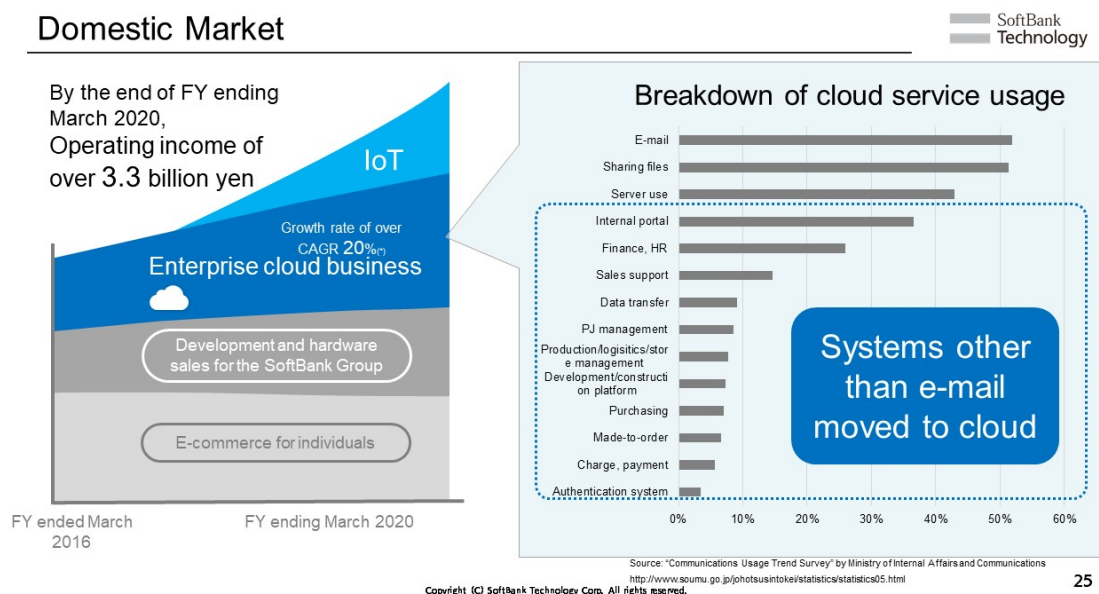 Domestic Market
SoftBank
Technology
By the end of FY ending
March 2020,
Operating income of
over 3.3 billion yen
IoT
Growth rate of over
CAGR 20%(*)
Enterprise cloud business
Development and hardware
sales for the SoftBank Group
E-commerce for individuals
FY ended March
2016
FY ending March 2020
Breakdown of cloud service usage
E-mail
Sharing files
Server use
Internal portal
Finance, HR
Sales support
Data transfer
PJ management
Production/logisitics/stor
e management
Development/constructi
on platform
Purchasing
Made-to-order
Charge, payment
Authentication system
0% 10% 20% 30% 40% 50% 60%
Systems other
than e-mail
moved to cloud
Source: "Communications Usage Trend Survey" by Ministry of Internal Affairs and Communications
http://www.soumu.go.jp/johotsusintokei/statistics/statistics05.html
Copyright (C) SoftBank Technology Corp. All rights reserved.
25